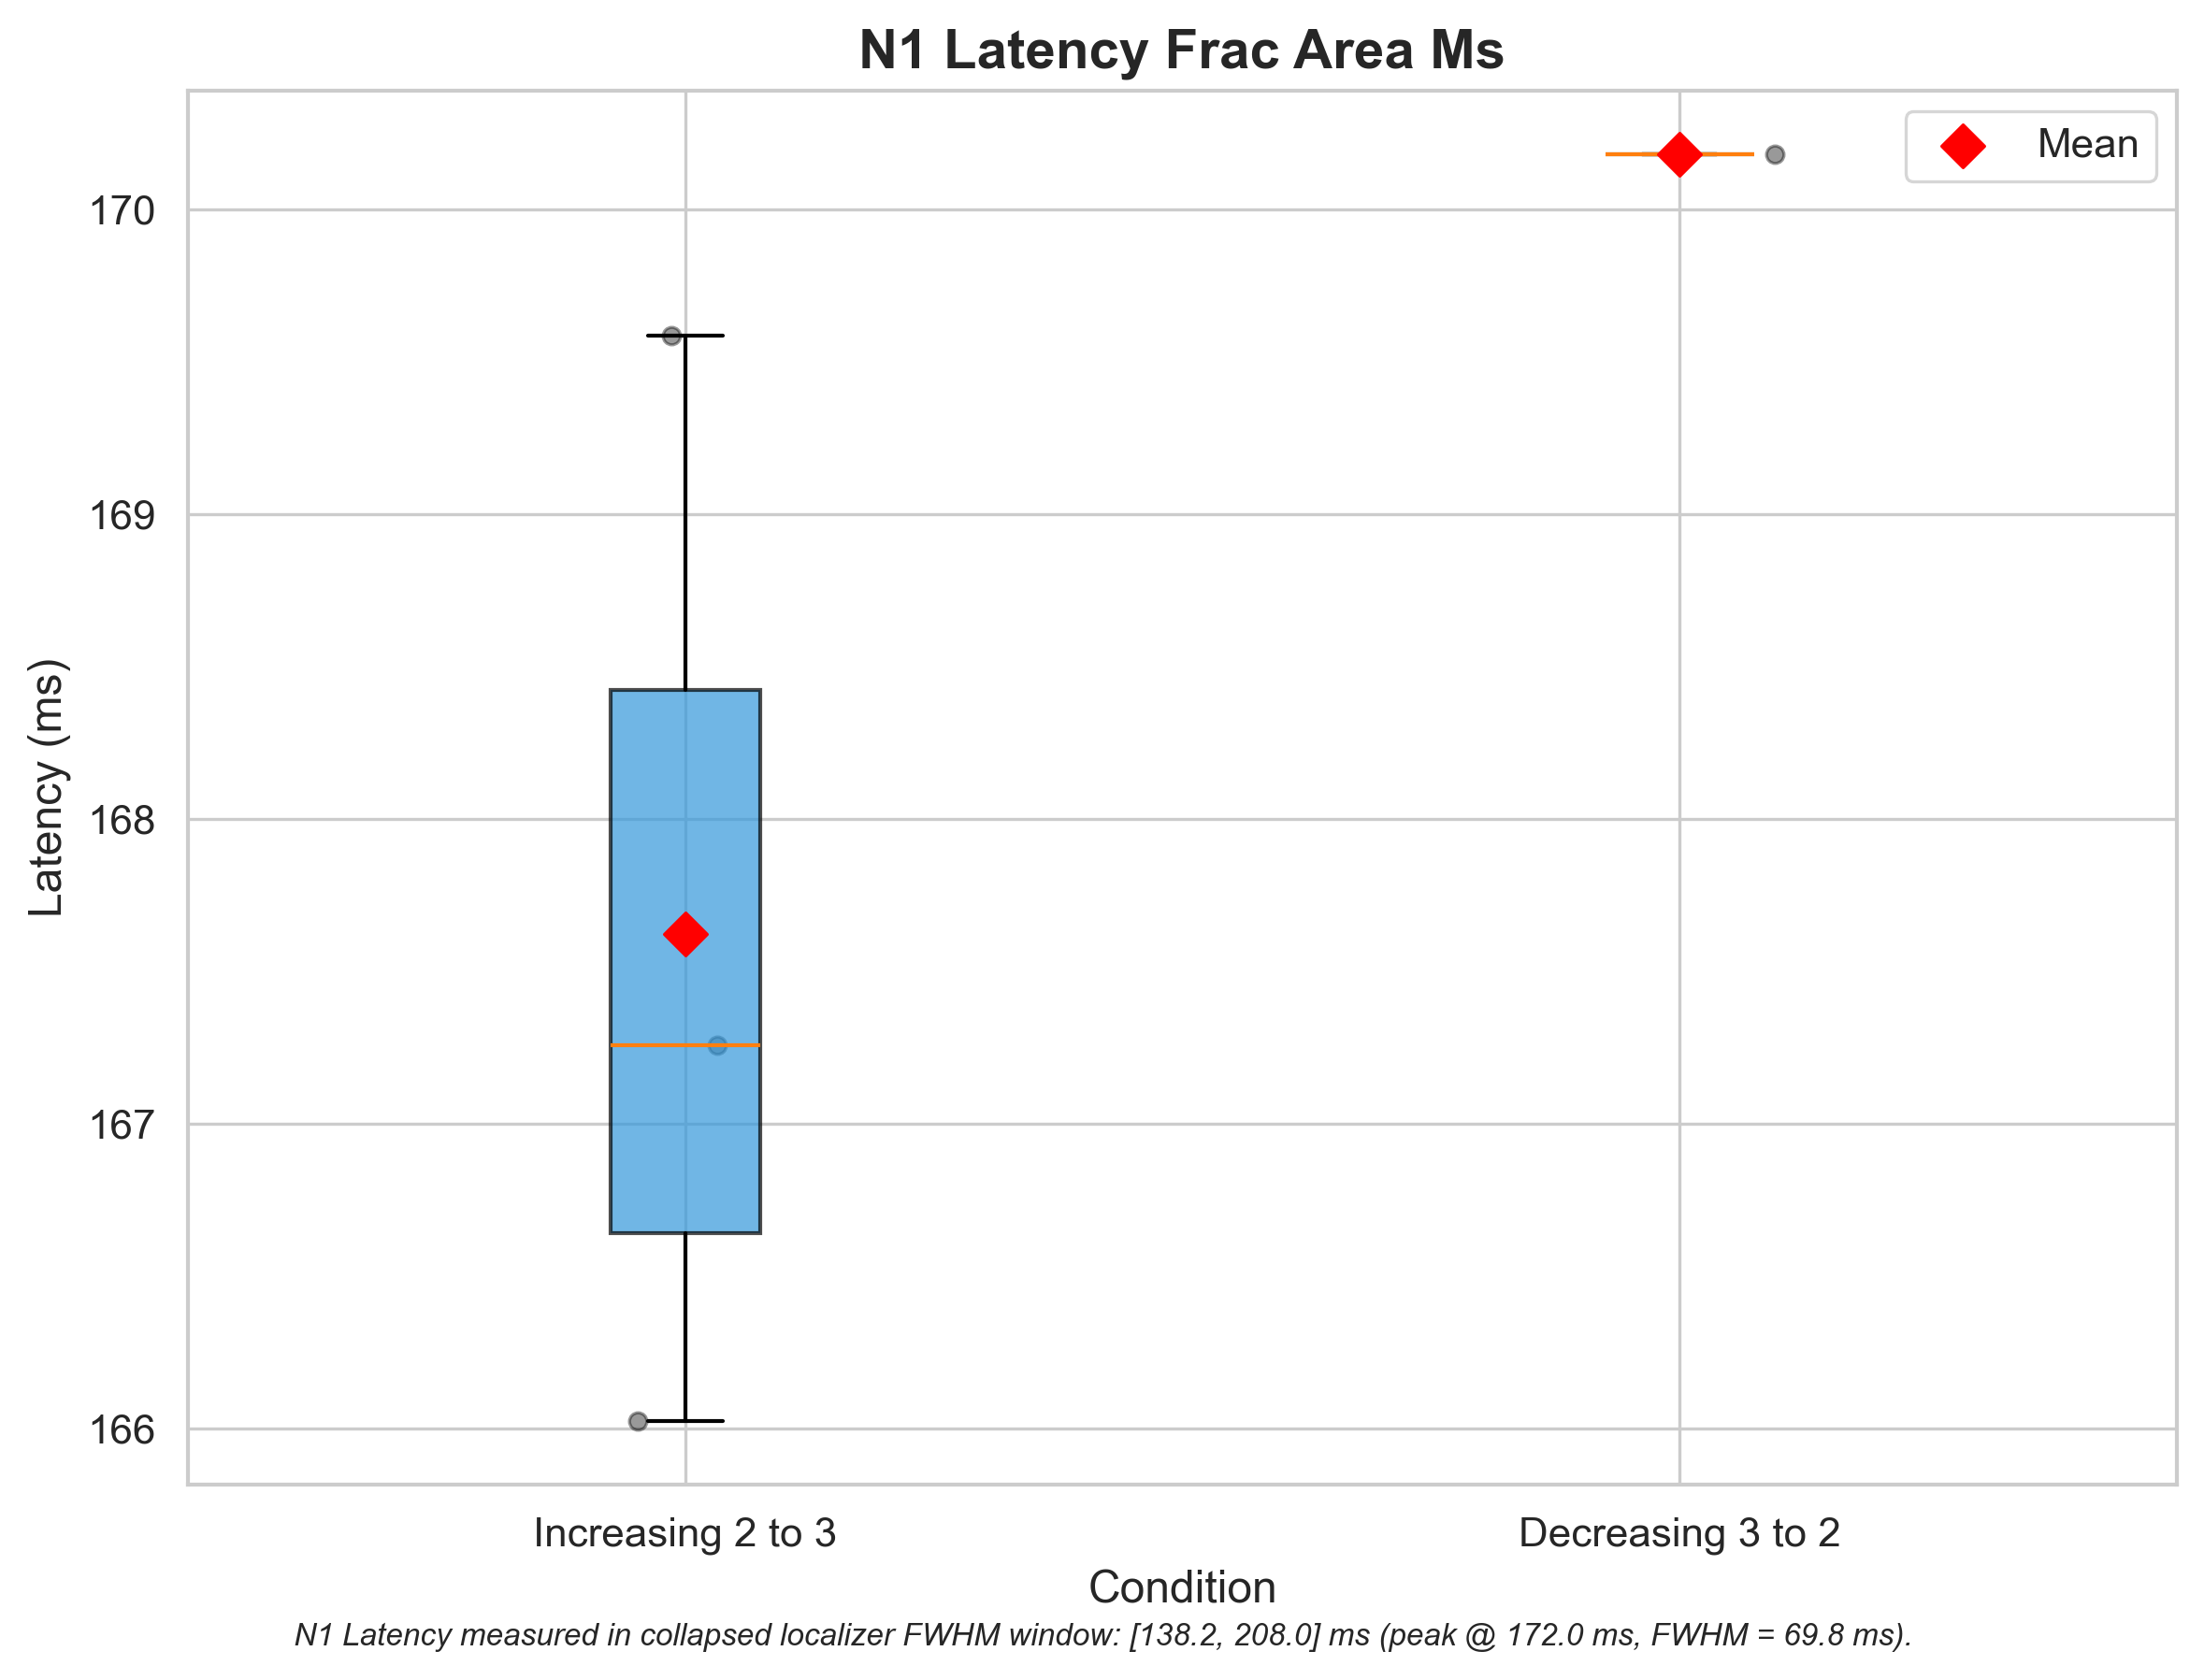 N1 Latency Frac Area Ms
Mean
170
169
168
167
166
Latency (ms)
Increasing 2 to 3
Decreasing 3 to 2
Condition
N1 Latency measured in collapsed localizer FWHM window: [138.2, 208.0] ms (peak @ 172.0 ms, FWHM = 69.8 ms).